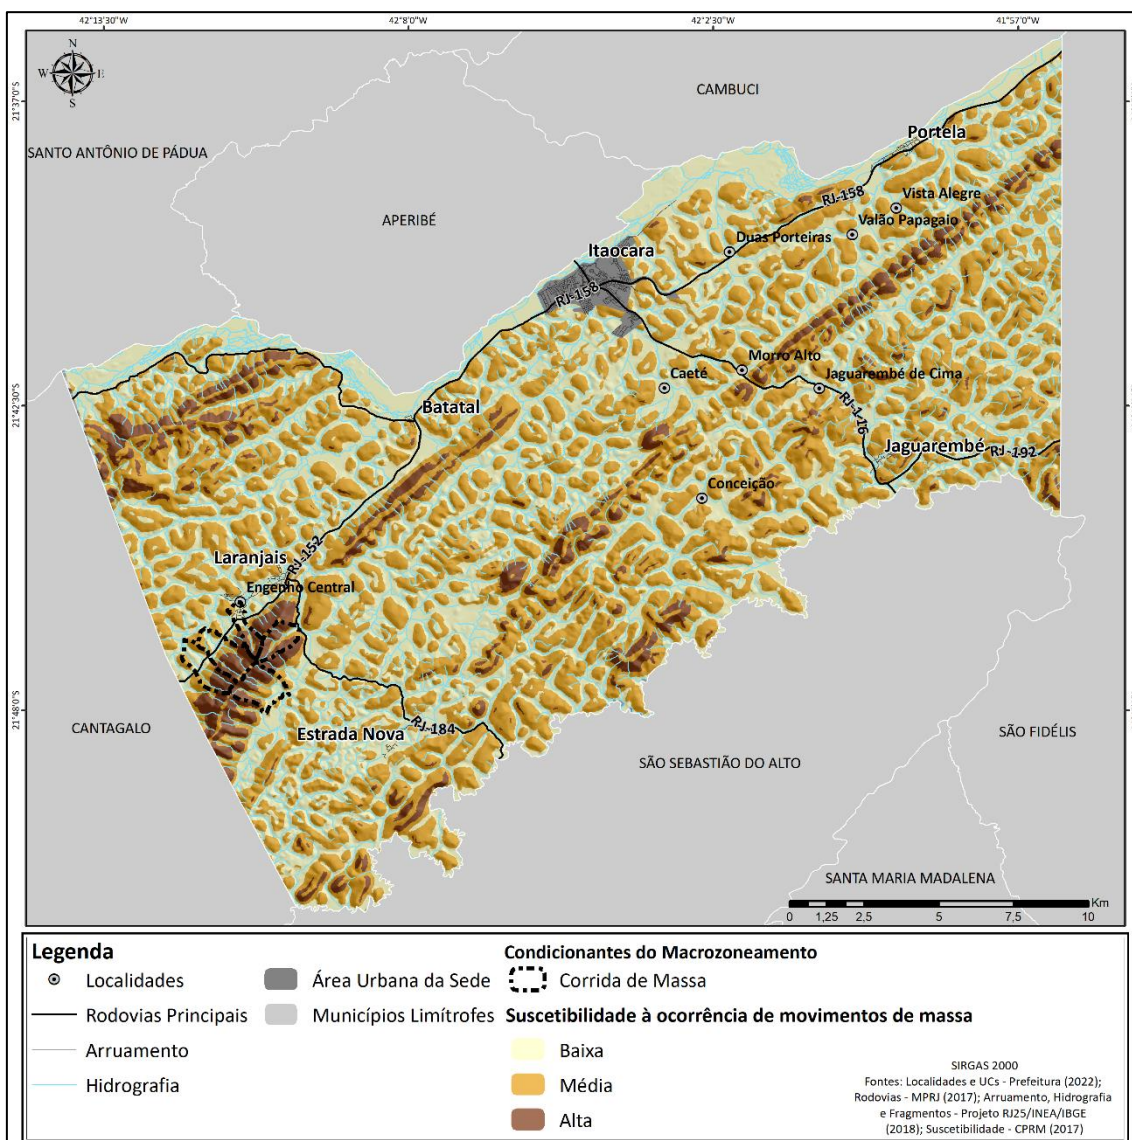 42°13'30"W
42°8'0"W
42°2'30"W
41°57'0"W
N
W
E
S
21°37'0"S
21°42'30"S
21°48'0"S
CAMBUCI
SANTO ANTÔNIO DE PÁDUA
APERIBÉ
Portela
RJ-158
Vista Alegre
Valão Papagaio
Duas Porteiras
Itaocara
RJ-158
Morro Alto
Caeté
Jaguarembé de Cima
Batatal
RJ-1-16
Jaguarembé
RJ-192
Conceição
RJ-152
Laranjais
Engenho Central
CANTAGALO
Estrada Nova
RJ-184
SÃO FIDÉLIS
SÃO SEBASTIÃO DO ALTO
SANTA MARIA MADALENA
Km
0 1,25 2,5 5 7,5 10
Legenda
Localidades
Rodovias Principais
Arruamento
Hidrografia
Área Urbana da Sede
Municípios Limítrofes
Condicionantes do Macrozoneamento
Corrida de Massa
Suscetibilidade à ocorrência de movimentos de massa
Baixa
Média
Alta
SIRGAS 2000
Fontes: Localidades e UCs - Prefeitura (2022);
Rodovias - MPRJ (2017); Arruamento, Hidrografia
e Fragmentos - Projeto RJ25/INEA/IBGE
(2018); Suscetibilidade - CPRM (2017)